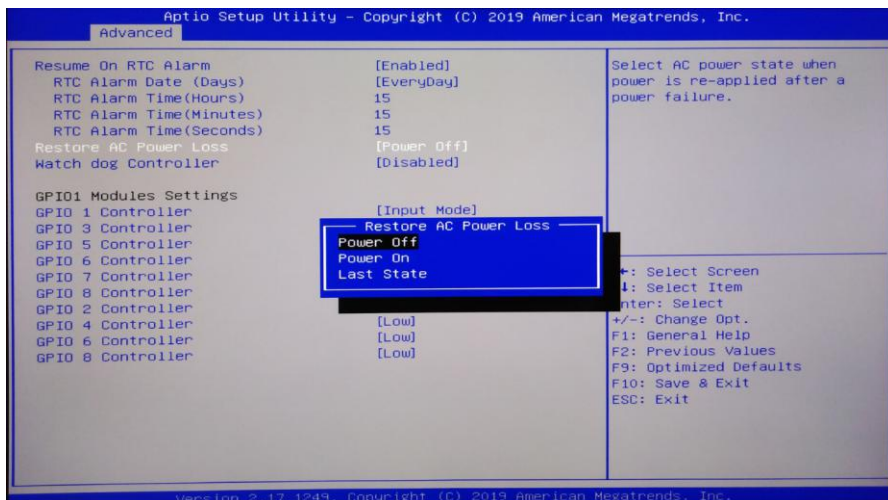 Aptio Setup Utility – Copyright (C) 2019 American Megatrends, Inc.
Advanced
Resume On RTC Alarm [Enabled]
RTC Alarm Date (Days) [EveryDay]
RTC Alarm Time(Hours) 15
RTC Alarm Time(Minutes) 15
RTC Alarm Time(Seconds) 15
Restore AC Power Loss [Power Off]
Watch dog Controller [Disabled]
GPIO1 Modules Settings
GPIO 1 Controller [Input Mode]
GPIO 3 Controller
GPIO 5 Controller
GPIO 6 Controller
GPIO 7 Controller
GPIO 8 Controller
GPIO 2 Controller
GPIO 4 Controller [Low]
GPIO 6 Controller [Low]
GPIO 8 Controller [Low]
Restore AC Power Loss
Power Off
Power On
Last State
Select AC power state when
power is re-applied after a
power failure.
: Select Screen
: Select Item
nter: Select
+/-: Change Opt.
F1: General Help
F2: Previous Values
F9: Optimized Defaults
F10: Save & Exit
ESC: Exit
Version 2.17.1249. Copyright (C) 2019 American Megatrends, Inc.